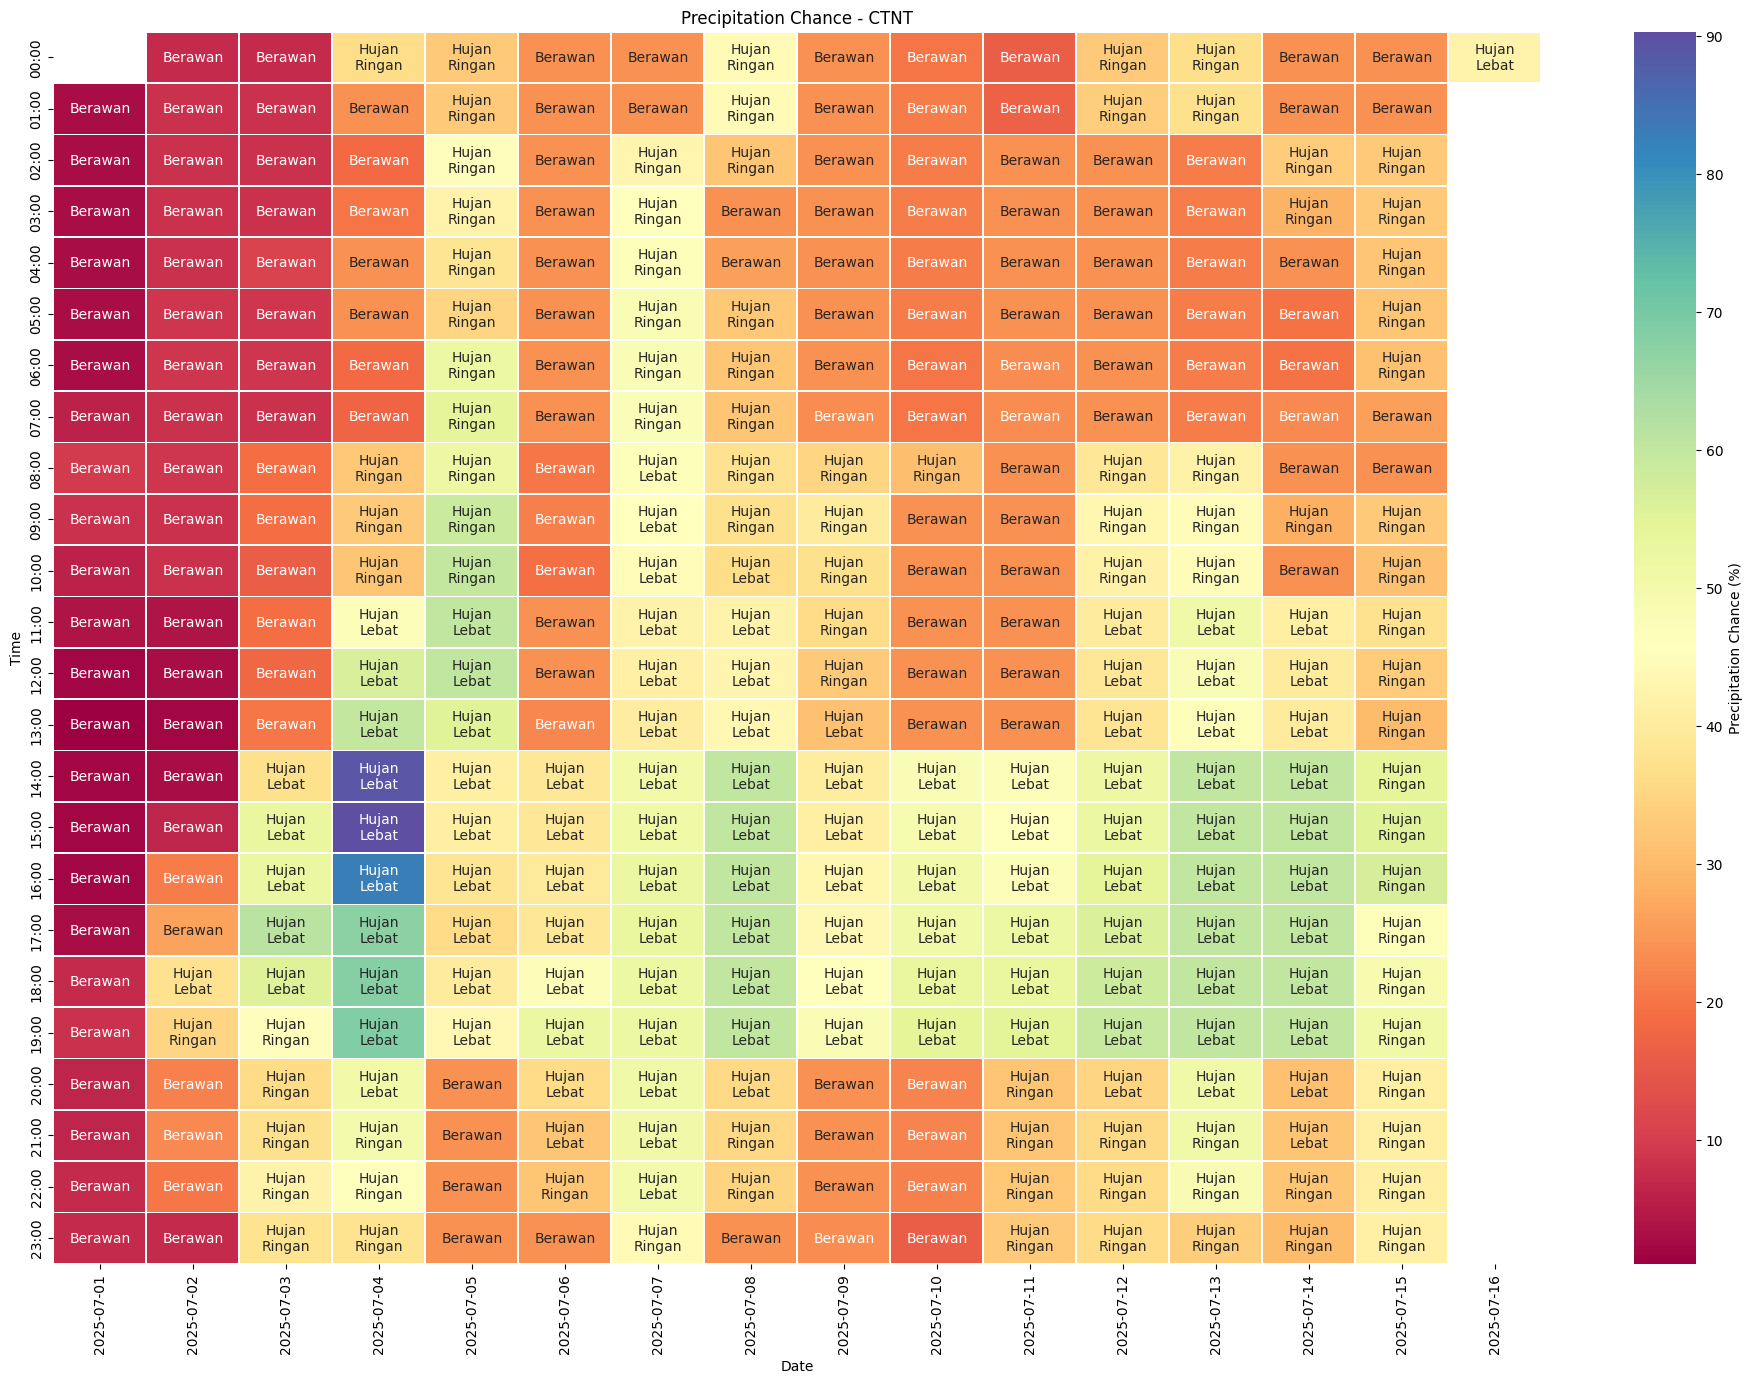 Precipitation Chance - CTNT
00:00 Berawan Berawan Hujan Ringan Hujan Ringan Berawan Berawan Hujan Ringan Berawan Berawan Berawan Hujan Ringan Hujan Ringan Berawan Berawan Hujan Lebat
01:00 Berawan Berawan Berawan Berawan Hujan Ringan Berawan Berawan Hujan Ringan Berawan Berawan Berawan Hujan Ringan Hujan Ringan Berawan Berawan
02:00 Berawan Berawan Berawan Berawan Hujan Ringan Berawan Hujan Ringan Hujan Ringan Berawan Berawan Berawan Berawan Berawan Hujan Ringan Hujan Ringan
03:00 Berawan Berawan Berawan Berawan Hujan Ringan Berawan Hujan Ringan Berawan Berawan Berawan Berawan Berawan Berawan Hujan Ringan Hujan Ringan
04:00 Berawan Berawan Berawan Berawan Hujan Ringan Berawan Hujan Ringan Berawan Berawan Berawan Berawan Berawan Berawan Berawan Hujan Ringan
05:00 Berawan Berawan Berawan Berawan Hujan Ringan Berawan Hujan Ringan Hujan Ringan Berawan Berawan Berawan Berawan Berawan Berawan Hujan Ringan
06:00 Berawan Berawan Berawan Berawan Hujan Ringan Berawan Hujan Ringan Hujan Ringan Berawan Berawan Berawan Berawan Berawan Berawan Hujan Ringan
07:00 Berawan Berawan Berawan Berawan Hujan Ringan Berawan Hujan Ringan Hujan Ringan Berawan Berawan Berawan Berawan Berawan Berawan Berawan
08:00 Berawan Berawan Berawan Hujan Ringan Hujan Ringan Berawan Hujan Lebat Hujan Ringan Hujan Ringan Hujan Ringan Berawan Hujan Ringan Hujan Ringan Berawan Berawan
09:00 Berawan Berawan Berawan Hujan Ringan Hujan Ringan Berawan Hujan Lebat Hujan Ringan Hujan Ringan Berawan Berawan Hujan Ringan Hujan Ringan Hujan Ringan Hujan Ringan
10:00 Berawan Berawan Berawan Hujan Ringan Hujan Ringan Berawan Hujan Lebat Hujan Lebat Hujan Ringan Berawan Berawan Hujan Ringan Hujan Ringan Berawan Hujan Ringan
11:00 Berawan Berawan Berawan Hujan Lebat Hujan Lebat Berawan Hujan Lebat Hujan Lebat Hujan Ringan Berawan Berawan Hujan Lebat Hujan Lebat Hujan Lebat Hujan Ringan
12:00 Berawan Berawan Berawan Hujan Lebat Hujan Lebat Berawan Hujan Lebat Hujan Lebat Hujan Ringan Berawan Berawan Hujan Lebat Hujan Lebat Hujan Lebat Hujan Ringan
13:00 Berawan Berawan Berawan Hujan Lebat Hujan Lebat Berawan Hujan Lebat Hujan Lebat Hujan Lebat Berawan Berawan Hujan Lebat Hujan Lebat Hujan Lebat Hujan Ringan
14:00 Berawan Berawan Hujan Lebat Hujan Lebat Hujan Lebat Hujan Lebat Hujan Lebat Hujan Lebat Hujan Lebat Hujan Lebat Hujan Lebat Hujan Lebat Hujan Lebat Hujan Lebat Hujan Ringan
15:00 Berawan Berawan Hujan Lebat Hujan Lebat Hujan Lebat Hujan Lebat Hujan Lebat Hujan Lebat Hujan Lebat Hujan Lebat Hujan Lebat Hujan Lebat Hujan Lebat Hujan Lebat Hujan Ringan
16:00 Berawan Berawan Hujan Lebat Hujan Lebat Hujan Lebat Hujan Lebat Hujan Lebat Hujan Lebat Hujan Lebat Hujan Lebat Hujan Lebat Hujan Lebat Hujan Lebat Hujan Lebat Hujan Ringan
17:00 Berawan Berawan Hujan Lebat Hujan Lebat Hujan Lebat Hujan Lebat Hujan Lebat Hujan Lebat Hujan Lebat Hujan Lebat Hujan Lebat Hujan Lebat Hujan Lebat Hujan Lebat Hujan Ringan
18:00 Berawan Hujan Lebat Hujan Lebat Hujan Lebat Hujan Lebat Hujan Lebat Hujan Lebat Hujan Lebat Hujan Lebat Hujan Lebat Hujan Lebat Hujan Lebat Hujan Lebat Hujan Lebat Hujan Ringan
19:00 Berawan Hujan Ringan Hujan Ringan Hujan Lebat Hujan Lebat Hujan Lebat Hujan Lebat Hujan Lebat Hujan Lebat Hujan Lebat Hujan Lebat Hujan Lebat Hujan Lebat Hujan Lebat Hujan Ringan
20:00 Berawan Berawan Hujan Ringan Hujan Lebat Berawan Hujan Lebat Hujan Lebat Hujan Lebat Berawan Berawan Hujan Ringan Hujan Lebat Hujan Lebat Hujan Lebat Hujan Ringan
21:00 Berawan Berawan Hujan Ringan Hujan Ringan Berawan Hujan Lebat Hujan Lebat Hujan Ringan Berawan Berawan Hujan Ringan Hujan Ringan Hujan Ringan Hujan Lebat Hujan Ringan
22:00 Berawan Berawan Hujan Ringan Hujan Ringan Berawan Hujan Ringan Hujan Lebat Hujan Ringan Berawan Berawan Hujan Ringan Hujan Ringan Hujan Ringan Hujan Ringan Hujan Ringan
23:00 Berawan Berawan Hujan Ringan Hujan Ringan Berawan Berawan Hujan Ringan Berawan Berawan Berawan Hujan Ringan Hujan Ringan Hujan Ringan Hujan Ringan Hujan Ringan
Time
2025-07-01 2025-07-02 2025-07-03 2025-07-04 2025-07-05 2025-07-06 2025-07-07 2025-07-08 2025-07-09 2025-07-10 2025-07-11 2025-07-12 2025-07-13 2025-07-14 2025-07-15 2025-07-16
Date
90
80
70
60
50
40
30
20
10
Precipitation Chance (%)